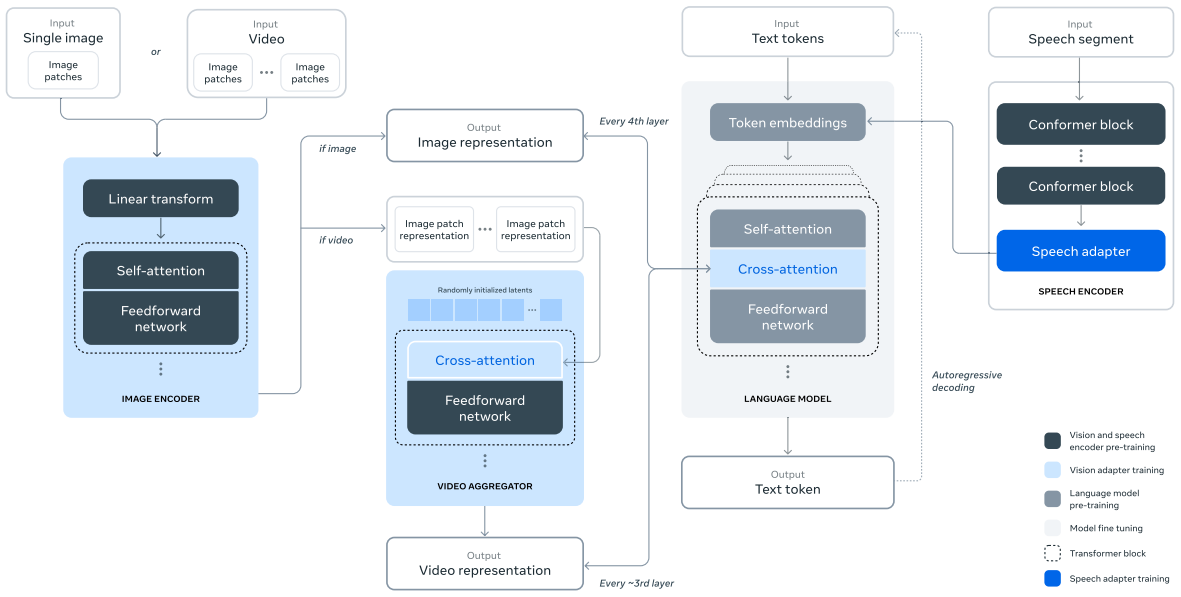 Input
Single image
Image
patches
or
Input
Video
Image
patches
...
Image
patches
Linear transform
Self-attention
Feedforward
network
IMAGE ENCODER
if image
if video
Output
Image representation
Image patch
representation
...
Image patch
representation
Randomly initialized latents
...
Cross-attention
Feedforward
network
VIDEO AGGREGATOR
Output
Video representation
Every 4th layer
Every ~3rd layer
Input
Text tokens
Token embeddings
Self-attention
Cross-attention
Feedforward
network
LANGUAGE MODEL
Output
Text token
Autoregressive
decoding
Input
Speech segment
Conformer block
Conformer block
Speech adapter
SPEECH ENCODER
Vision and speech
encoder pre-training
Vision adapter training
Language model
pre-training
Model fine tuning
Transformer block
Speech adapter training